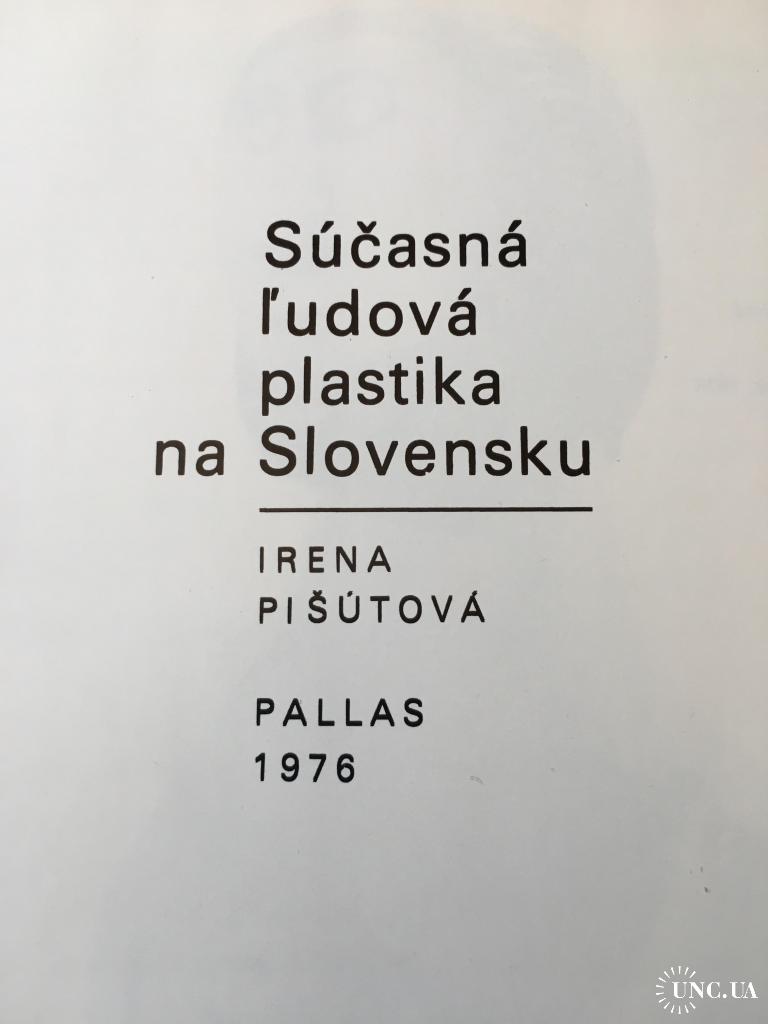 Súčasná
ľudová
plastika
na Slovensku
IRENA
PIŠÚTOVÁ
PALLAS
1976
UNC.UA